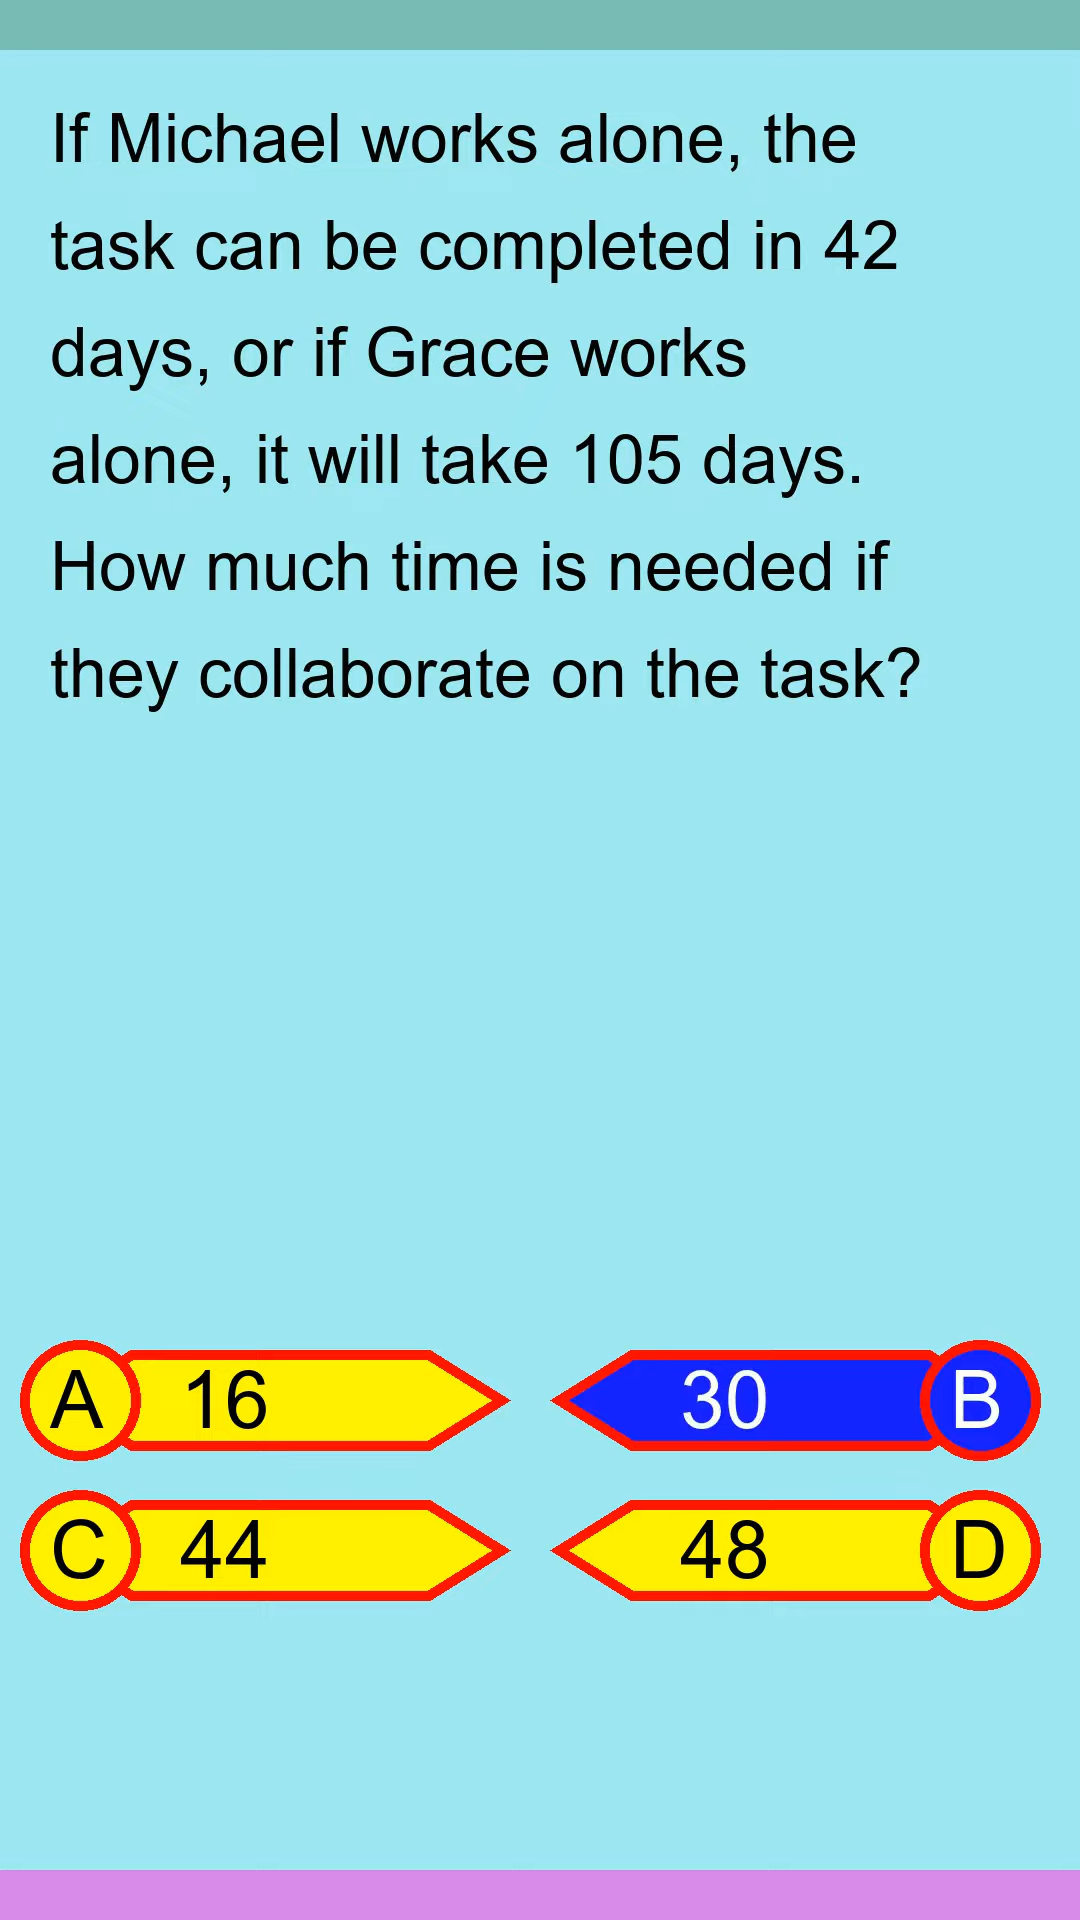 If Michael works alone, the
task can be completed in 42
days, or if Grace works
alone, it will take 105 days.
How much time is needed if
they collaborate on the task?
A 16
30 B
C 44
48 D